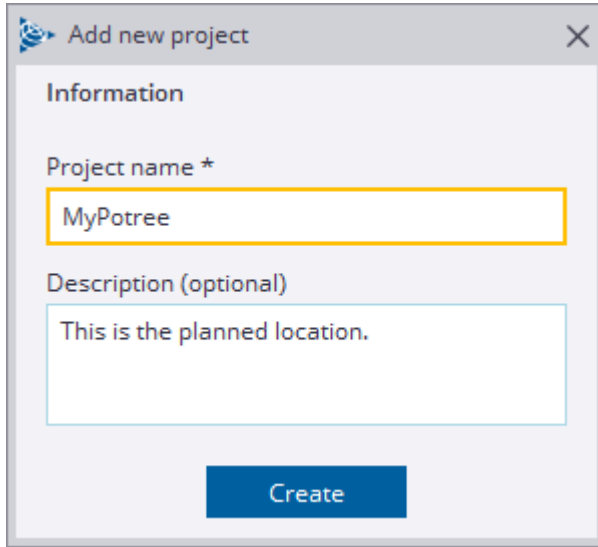 Add new project
Information
Project name *
MyPotree
Description (optional)
This is the planned location.
Create